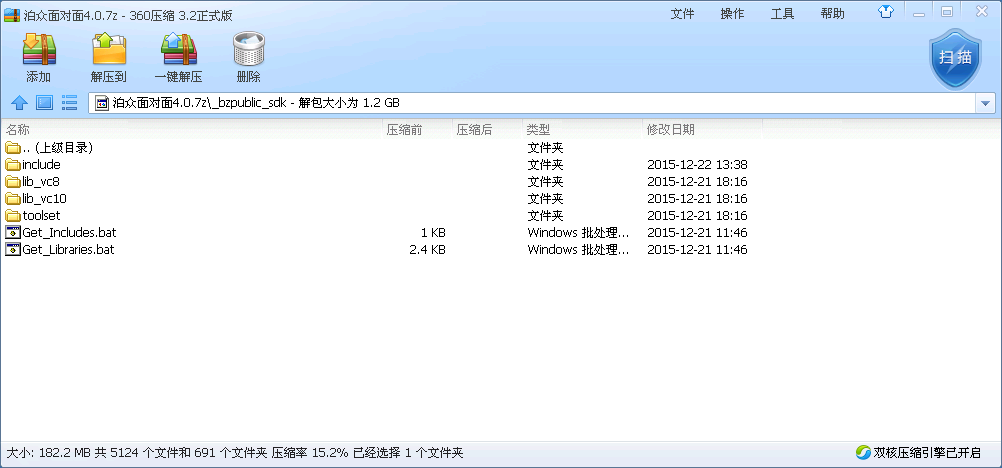 泊众面对面4.0.7z - 360压缩 3.2正式版 文件 操作 工具 帮助
添加 解压到 一键解压 删除 扫描
泊众面对面4.0.7z\_bzpublic_sdk - 解包大小为 1.2 GB
名称 压缩前 压缩后 类型 修改日期
.. (上级目录) 文件夹
include 文件夹 2015-12-22 13:38
lib_vc8 文件夹 2015-12-21 18:16
lib_vc10 文件夹 2015-12-21 18:16
toolset 文件夹 2015-12-21 18:16
Get_Includes.bat 1 KB Windows 批处理... 2015-12-21 11:46
Get_Libraries.bat 2.4 KB Windows 批处理... 2015-12-21 11:46
大小: 182.2 MB 共 5124 个文件和 691 个文件夹 压缩率 15.2% 已经选择 1 个文件夹 双核压缩引擎已开启